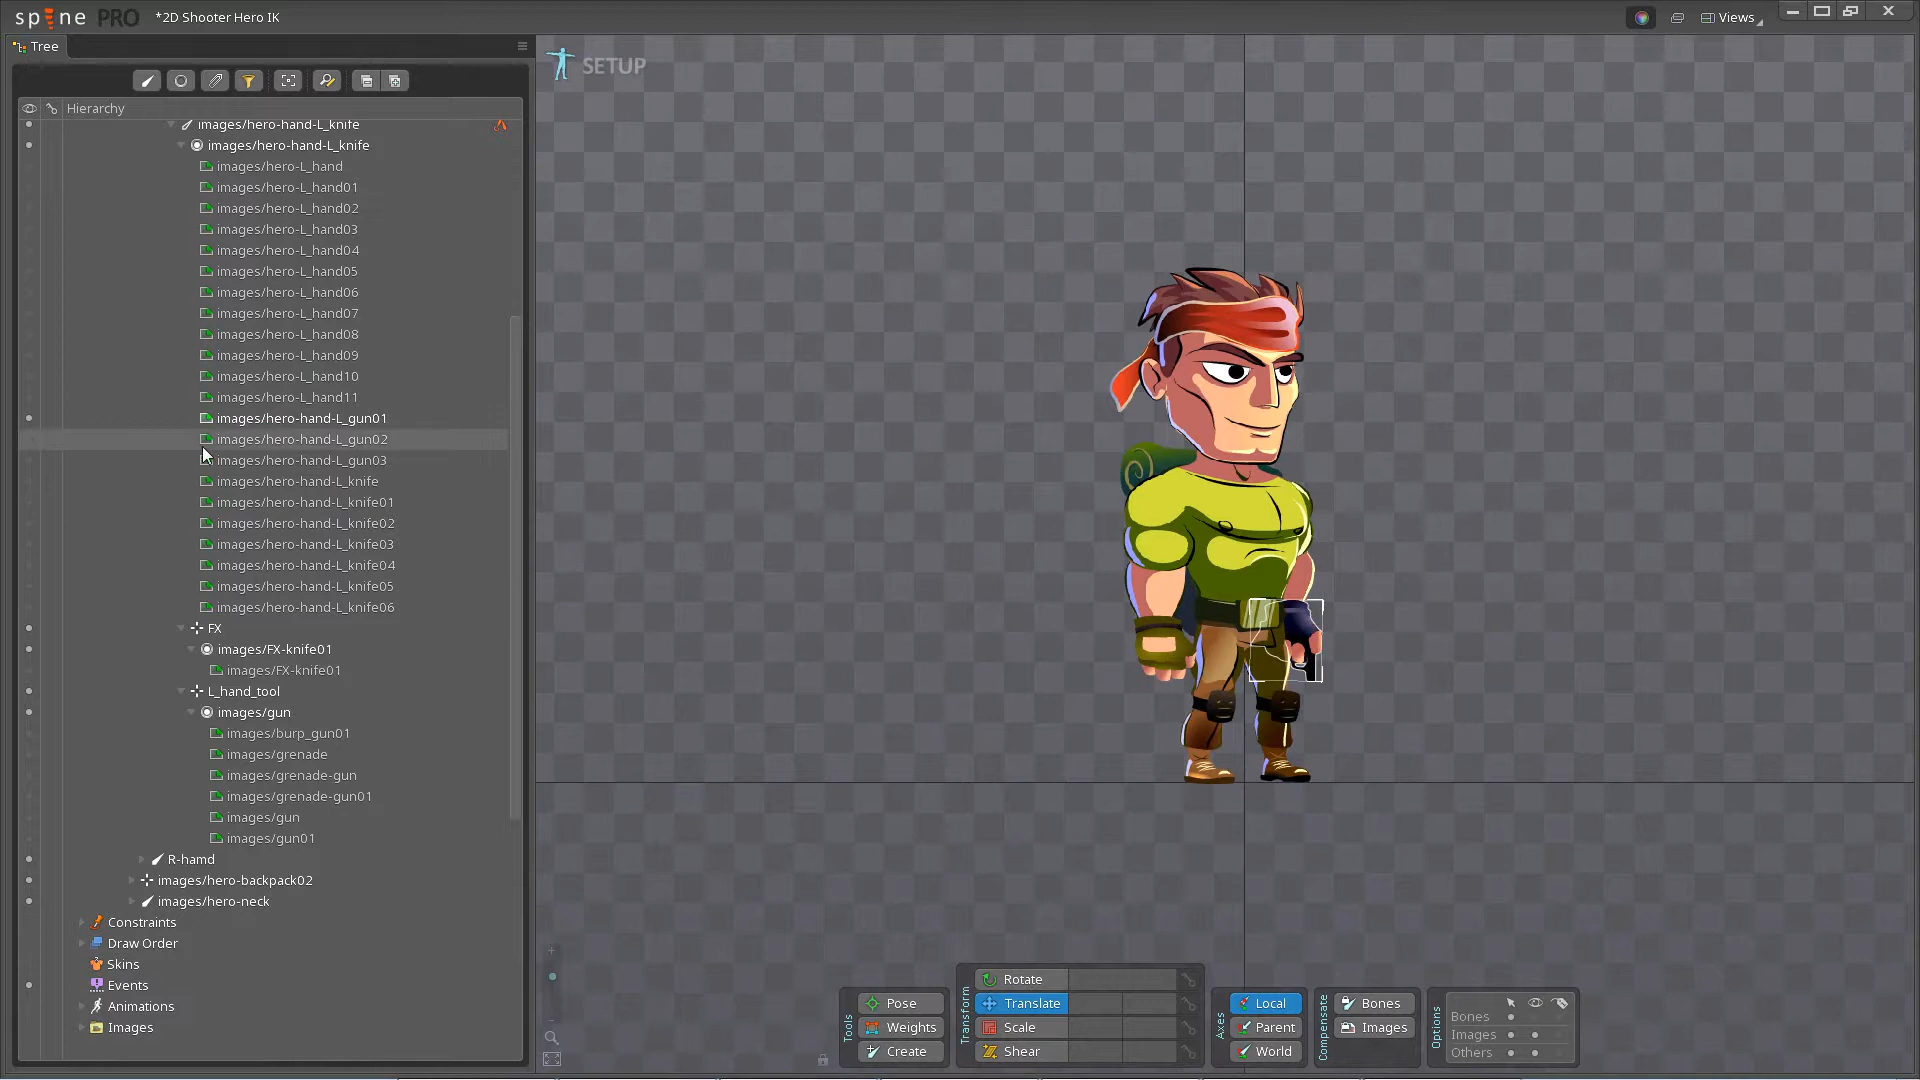 spine PRO *2D Shooter Hero IK
Views
Tree
SETUP
Hierarchy
images/hero-hand-L_knife
images/hero-hand-L_knife
images/hero-L_hand
images/hero-L_hand01
images/hero-L_hand02
images/hero-L_hand03
images/hero-L_hand04
images/hero-L_hand05
images/hero-L_hand06
images/hero-L_hand07
images/hero-L_hand08
images/hero-L_hand09
images/hero-L_hand10
images/hero-L_hand11
images/hero-hand-L_gun01
images/hero-hand-L_gun02
images/hero-hand-L_gun03
images/hero-hand-L_knife
images/hero-hand-L_knife01
images/hero-hand-L_knife02
images/hero-hand-L_knife03
images/hero-hand-L_knife04
images/hero-hand-L_knife05
images/hero-hand-L_knife06
FX
images/FX-knife01
images/FX-knife01
L_hand_tool
images/gun
images/burp_gun01
images/grenade
images/grenade-gun
images/grenade-gun01
images/gun
images/gun01
R-hamd
images/hero-backpack02
images/hero-neck
Constraints
Draw Order
Skins
Events
Animations
Images
Tools
Pose
Weights
Create
Transform
Rotate
Translate
Scale
Shear
Axes
Local
Parent
World
Compensate
Bones
Images
Options
Bones
Images
Others